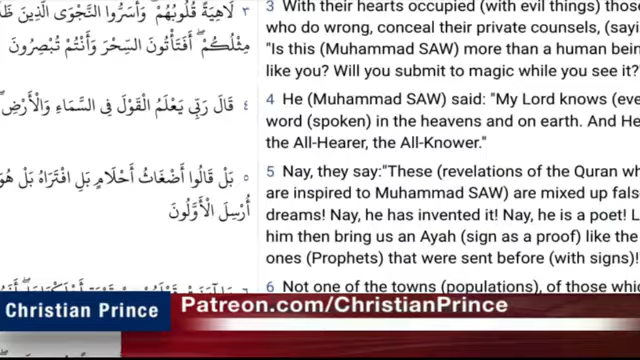 ٣ لَاهِيَةً قُلُوبُهُمْ ۗ وَأَسَرُّوا النَّجْوَى الَّذِينَ
مِثْلُكُمْ ۖ أَفَتَأْتُونَ السِّحْرَ وَأَنْتُمْ تُبْصِرُونَ
٤ قَالَ رَبِّي يَعْلَمُ الْقَوْلَ فِي السَّمَاءِ وَالْأَرْضِ
٥ بَلْ قَالُوا أَضْغَاثُ أَحْلَامٍ بَلِ افْتَرَاهُ بَلْ
أُرْسِلَ الْأَوَّلُونَ
3 With their hearts occupied (with evil things) those
who do wrong, conceal their private counsels, (sayi
"Is this (Muhammad SAW) more than a human bein
like you? Will you submit to magic while you see it?"
4 He (Muhammad SAW) said: "My Lord knows (eve
word (spoken) in the heavens and on earth. And He
the All-Hearer, the All-Knower."
5 Nay, they say:"These (revelations of the Quran wh
are inspired to Muhammad SAW) are mixed up fals
dreams! Nay, he has invented it! Nay, he is a poet! L
him then bring us an Ayah (sign as a proof) like the
ones (Prophets) that were sent before (with signs)!
6 Not one of the towns (populations), of those whic
Christian Prince
Patreon.com/ChristianPrince